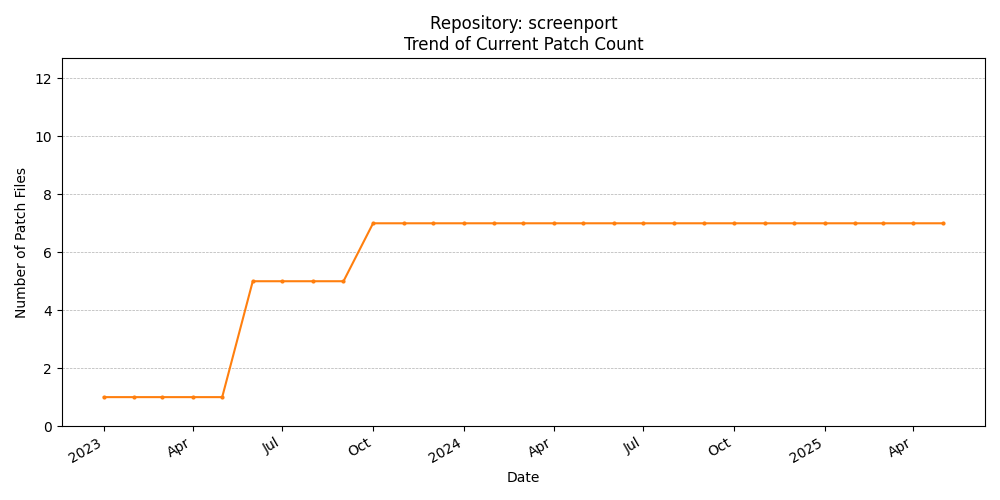 Repository: screenport
Trend of Current Patch Count
Number of Patch Files
12
10
8
6
4
2
0
2023
Apr
Jul
Oct
2024
Apr
Jul
Oct
2025
Apr
Date